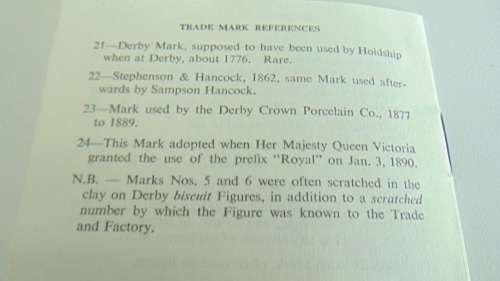 TRADE MARK REFERENCES
21—Derby Mark, supposed to have been used by Holdship
when at Derby, about 1776. Rare.
22—Stephenson & Hancock, 1862, same Mark used after-
wards by Sampson Hancock.
23—Mark used by the Derby Crown Porcelain Co., 1877
to 1889.
24—This Mark adopted when Her Majesty Queen Victoria
granted the use of the prefix "Royal" on Jan. 3, 1890.
N.B. — Marks Nos. 5 and 6 were often scratched in the
clay on Derby biscuit Figures, in addition to a scratched
number by which the Figure was known to the Trade
and Factory.